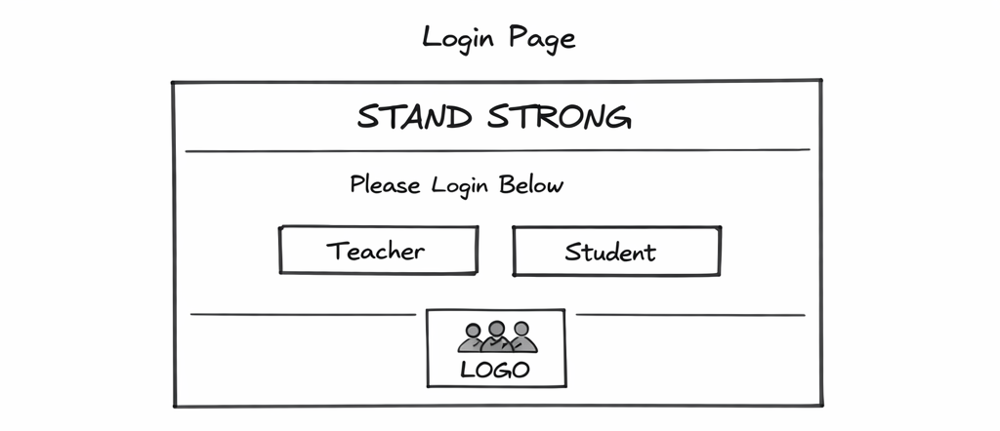 Login Page
STAND STRONG
Please Login Below
Teacher
Student
LOGO